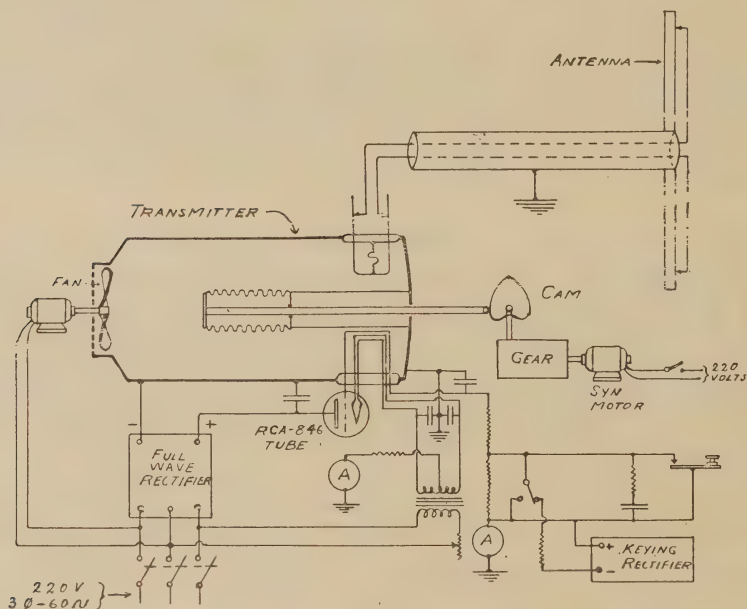 ANTENNA
TRANSMITTER
FAN
CAM
GEAR
SYN
MOTOR
220
VOLTS
RCA-846
TUBE
- +
FULL
WAVE
RECTIFIER
A
A
+ KEYING
- RECTIFIER
220 V
3 Ø-60~